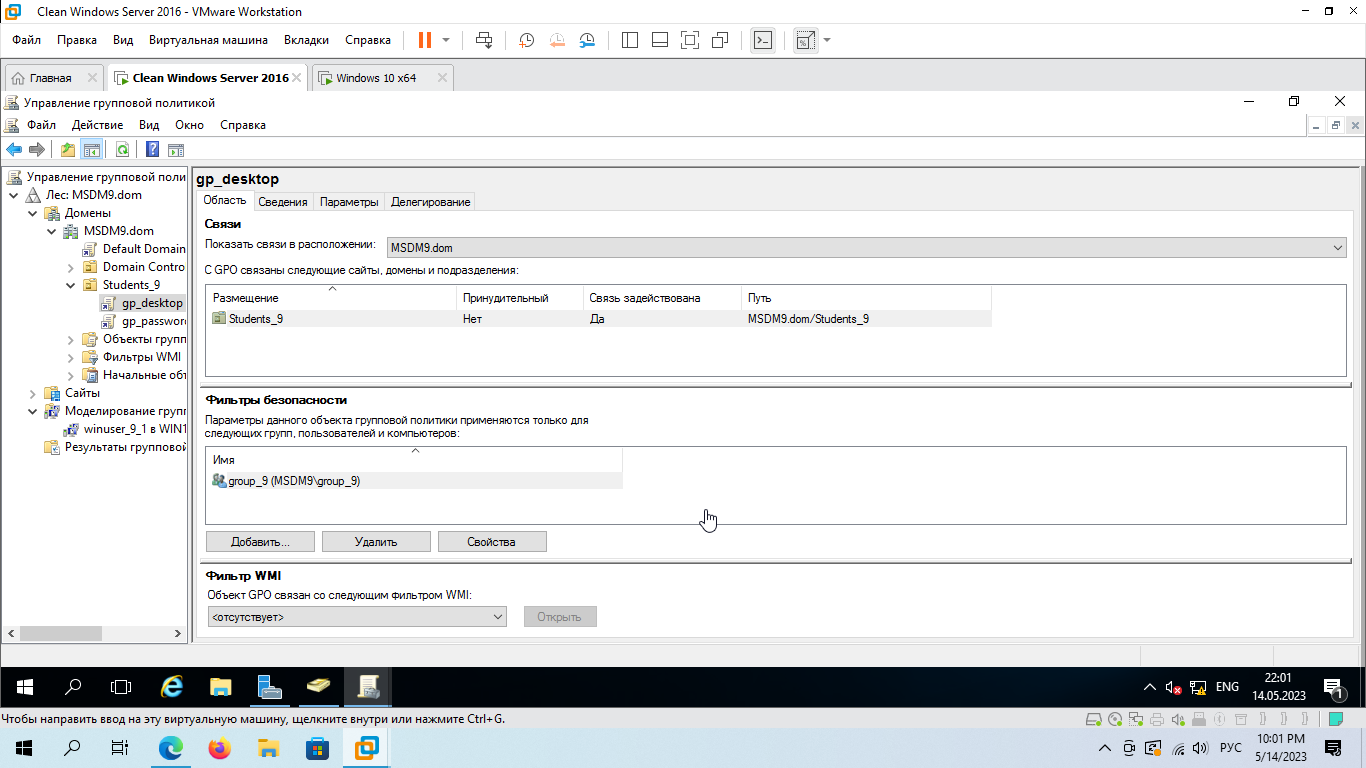 Clean Windows Server 2016 - VMware Workstation
Файл Правка Вид Виртуальная машина Вкладки Справка
Главная Clean Windows Server 2016 Windows 10 x64
Управление групповой политикой
Файл Действие Вид Окно Справка
Управление групповой поли
Лес: MSDM9.dom
Домены
MSDM9.dom
Default Domain
Domain Contro
Students_9
gp_desktop
gp_password
Объекты групп
Фильтры WMI
Начальные объ
Сайты
Моделирование групп
winuser_9_1 в WIN1
Результаты групповой
gp_desktop
Область Сведения Параметры Делегирование
Связи
Показать связи в расположении: MSDM9.dom
С GPO связаны следующие сайты, домены и подразделения:
Размещение Принудительный Связь задействована Путь
Students_9 Нет Да MSDM9.dom/Students_9
Фильтры безопасности
Параметры данного объекта групповой политики применяются только для
следующих групп, пользователей и компьютеров:
Имя
group_9 (MSDM9\group_9)
Добавить... Удалить Свойства
Фильтр WMI
Объект GPO связан со следующим фильтром WMI:
<отсутствует> Открыть
ENG 22:01
14.05.2023
1
Чтобы направить ввод на эту виртуальную машину, щелкните внутри или нажмите Ctrl+G.
РУС 10:01 PM
5/14/2023